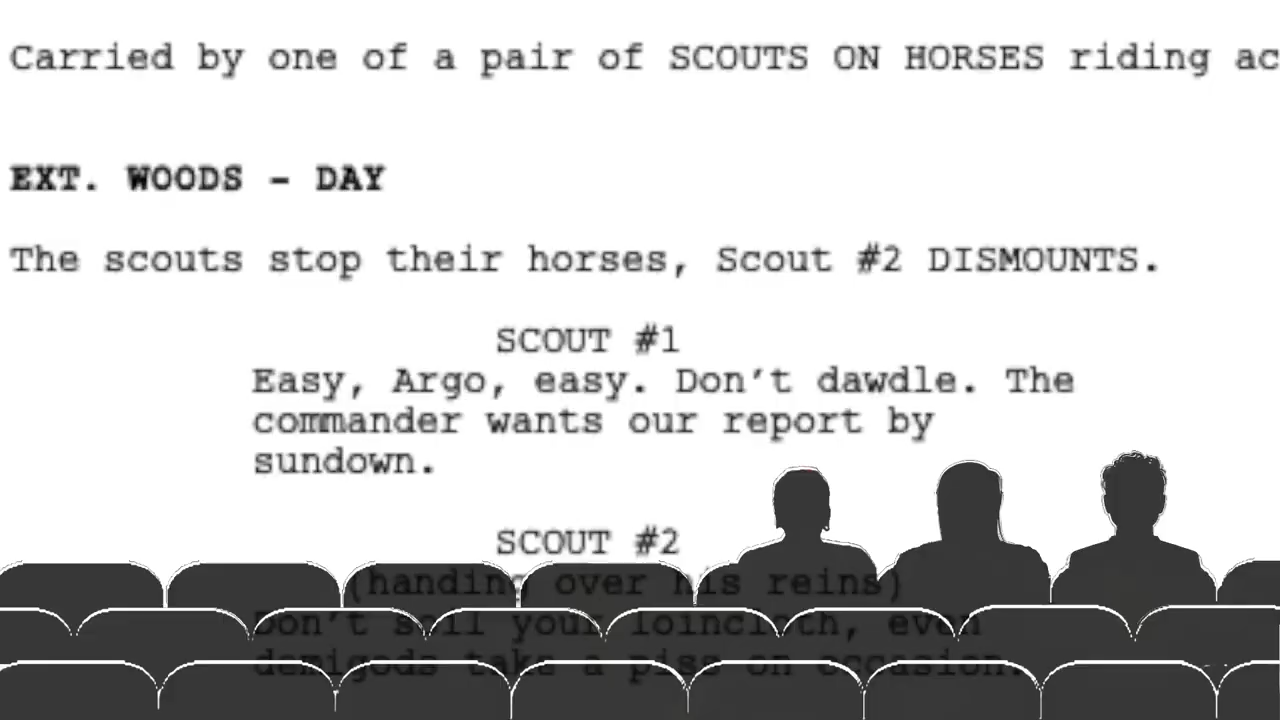 Carried by one of a pair of SCOUTS ON HORSES riding ac
EXT. WOODS - DAY
The scouts stop their horses, Scout #2 DISMOUNTS.
SCOUT #1
Easy, Argo, easy. Don't dawdle. The
commander wants our report by
sundown.
SCOUT #2
(handing over his reins)
Don't soil your loincloth, even
demigods take a piss on occasion.